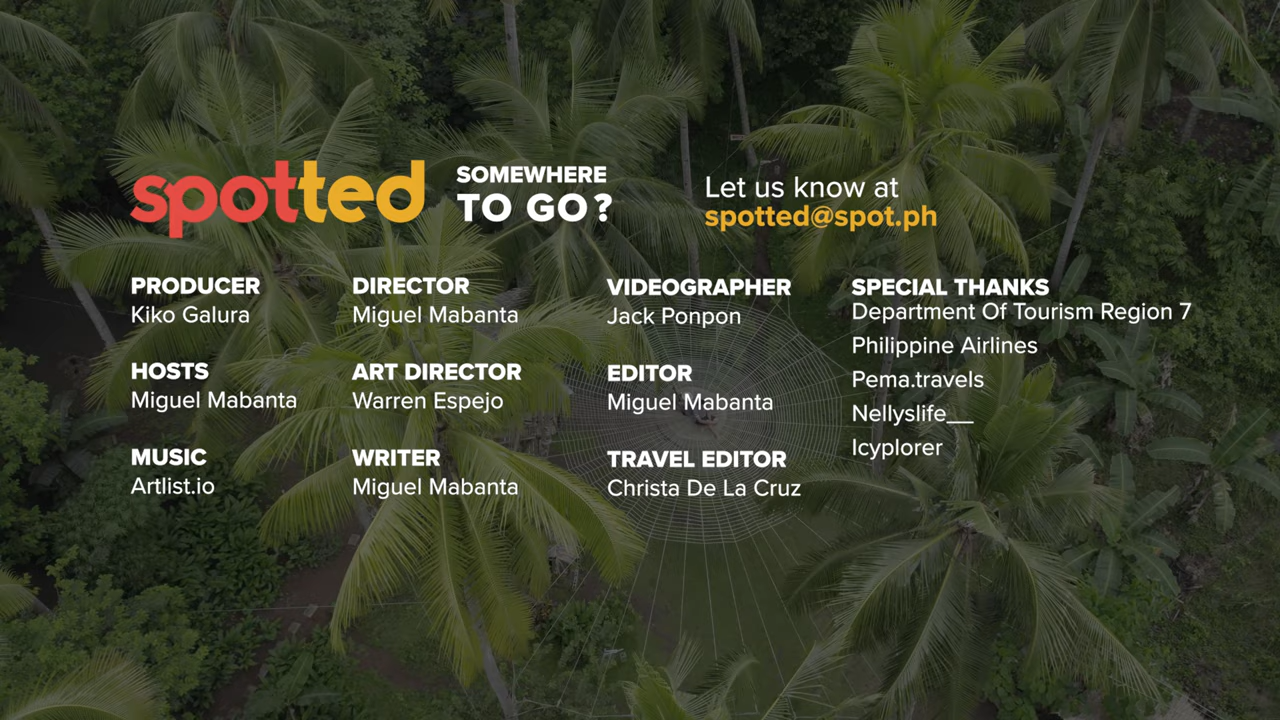 spotted
SOMEWHERE
TO GO?
Let us know at
spotted@spot.ph
PRODUCER
Kiko Galura
DIRECTOR
Miguel Mabanta
VIDEOGRAPHER
Jack Ponpon
SPECIAL THANKS
Department Of Tourism Region 7
Philippine Airlines
Pema.travels
Nellyslife__
Icyplorer
HOSTS
Miguel Mabanta
ART DIRECTOR
Warren Espejo
EDITOR
Miguel Mabanta
MUSIC
Artlist.io
WRITER
Miguel Mabanta
TRAVEL EDITOR
Christa De La Cruz